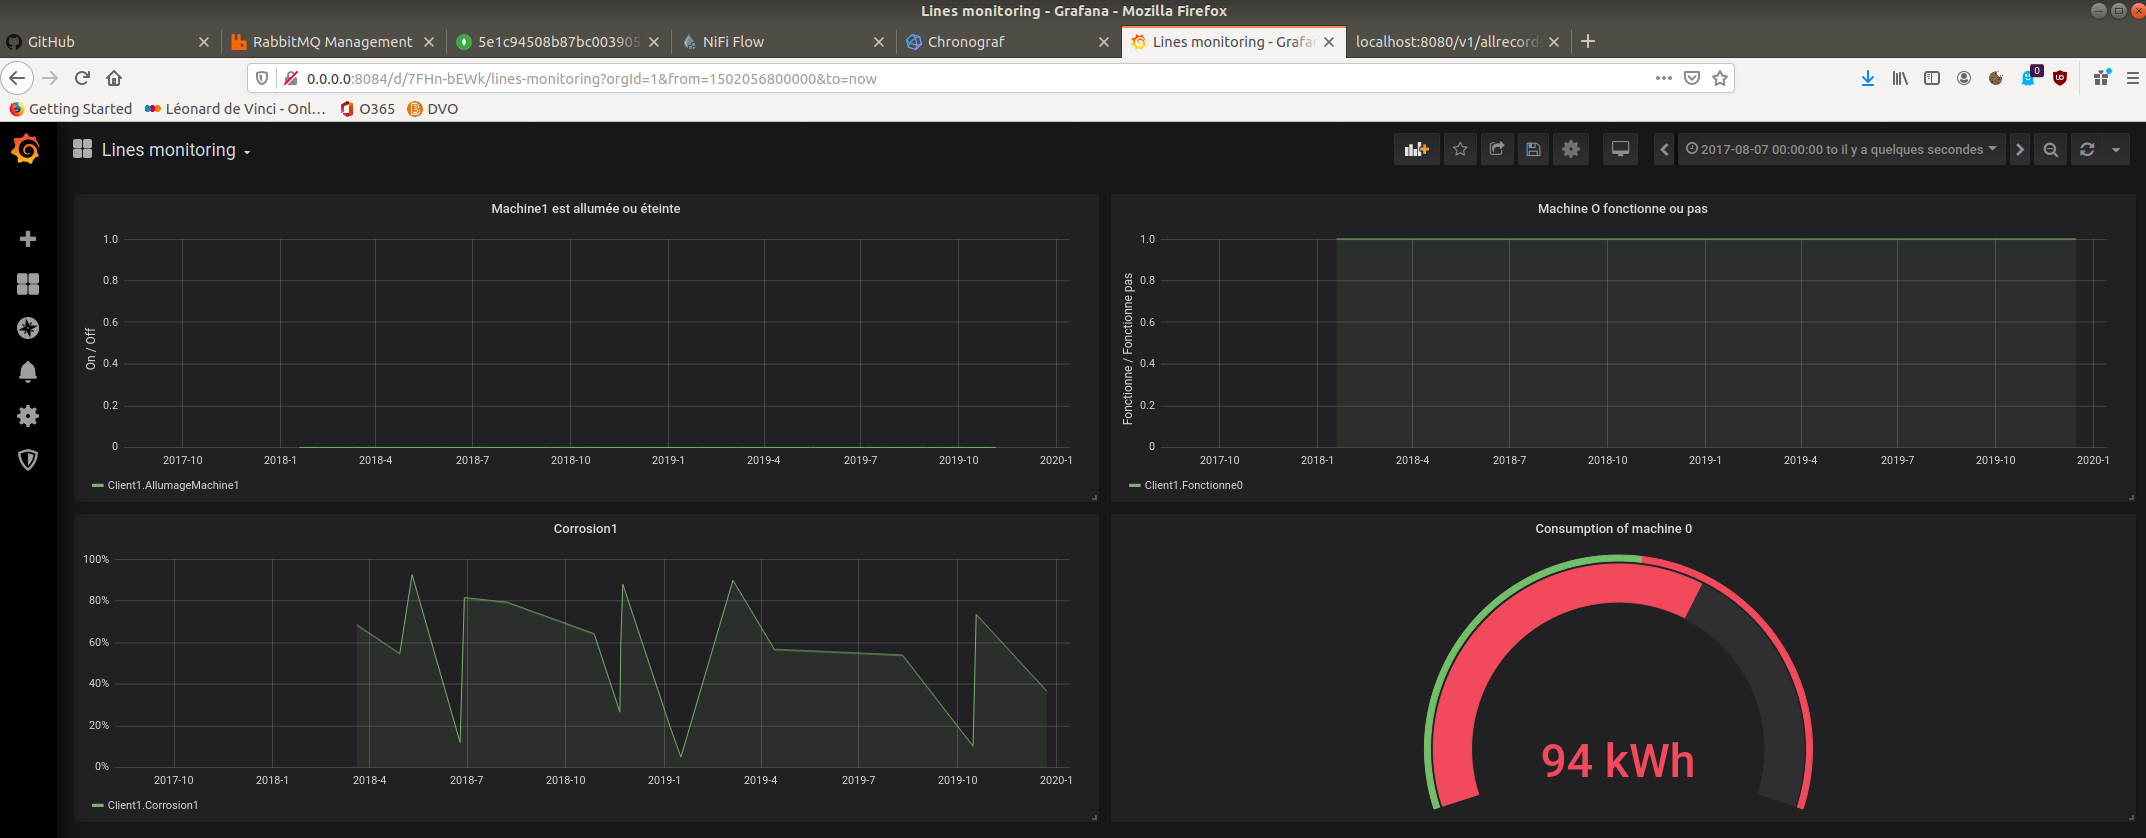 Lines monitoring - Grafana - Mozilla Firefox
GitHub
RabbitMQ Management
5e1c94508b87bc003905
NiFi Flow
Chronograf
Lines monitoring - Grafan
localhost:8080/v1/allrecords
0.0.0.0:8084/d/7FHn-bEWk/lines-monitoring?orgId=1&from=1502056800000&to=now
0
Getting Started
Léonard de Vinci - Onl…
O365
DVO
Lines monitoring
2017-08-07 00:00:00 to il y a quelques secondes
Machine1 est allumée ou éteinte
On / Off
1.0
0.8
0.6
0.4
0.2
0
2017-10 2018-1 2018-4 2018-7 2018-10 2019-1 2019-4 2019-7 2019-10 2020-1
Client1.AllumageMachine1
Machine O fonctionne ou pas
Fonctionne / Fonctionne pas
1.0
0.8
0.6
0.4
0.2
0
2017-10 2018-1 2018-4 2018-7 2018-10 2019-1 2019-4 2019-7 2019-10 2020-1
Client1.Fonctionne0
Corrosion1
100%
80%
60%
40%
20%
0%
2017-10 2018-1 2018-4 2018-7 2018-10 2019-1 2019-4 2019-7 2019-10 2020-1
Client1.Corrosion1
Consumption of machine 0
94 kWh